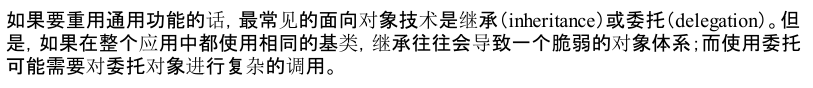 如果要重用通用功能的话，最常见的面向对象技术是继承（inheritance）或委托（delegation）。但
是，如果在整个应用中都使用相同的基类，继承往往会导致一个脆弱的对象体系；而使用委托
可能需要对委托对象进行复杂的调用。